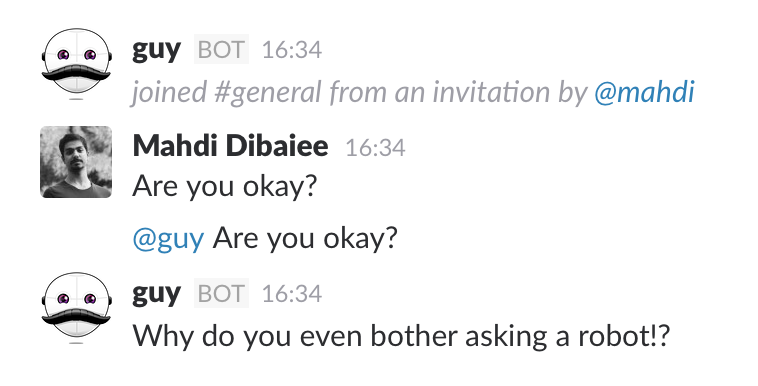 guy BOT 16:34
joined #general from an invitation by @mahdi
Mahdi Dibaiee 16:34
Are you okay?
@guy Are you okay?
guy BOT 16:34
Why do you even bother asking a robot!?